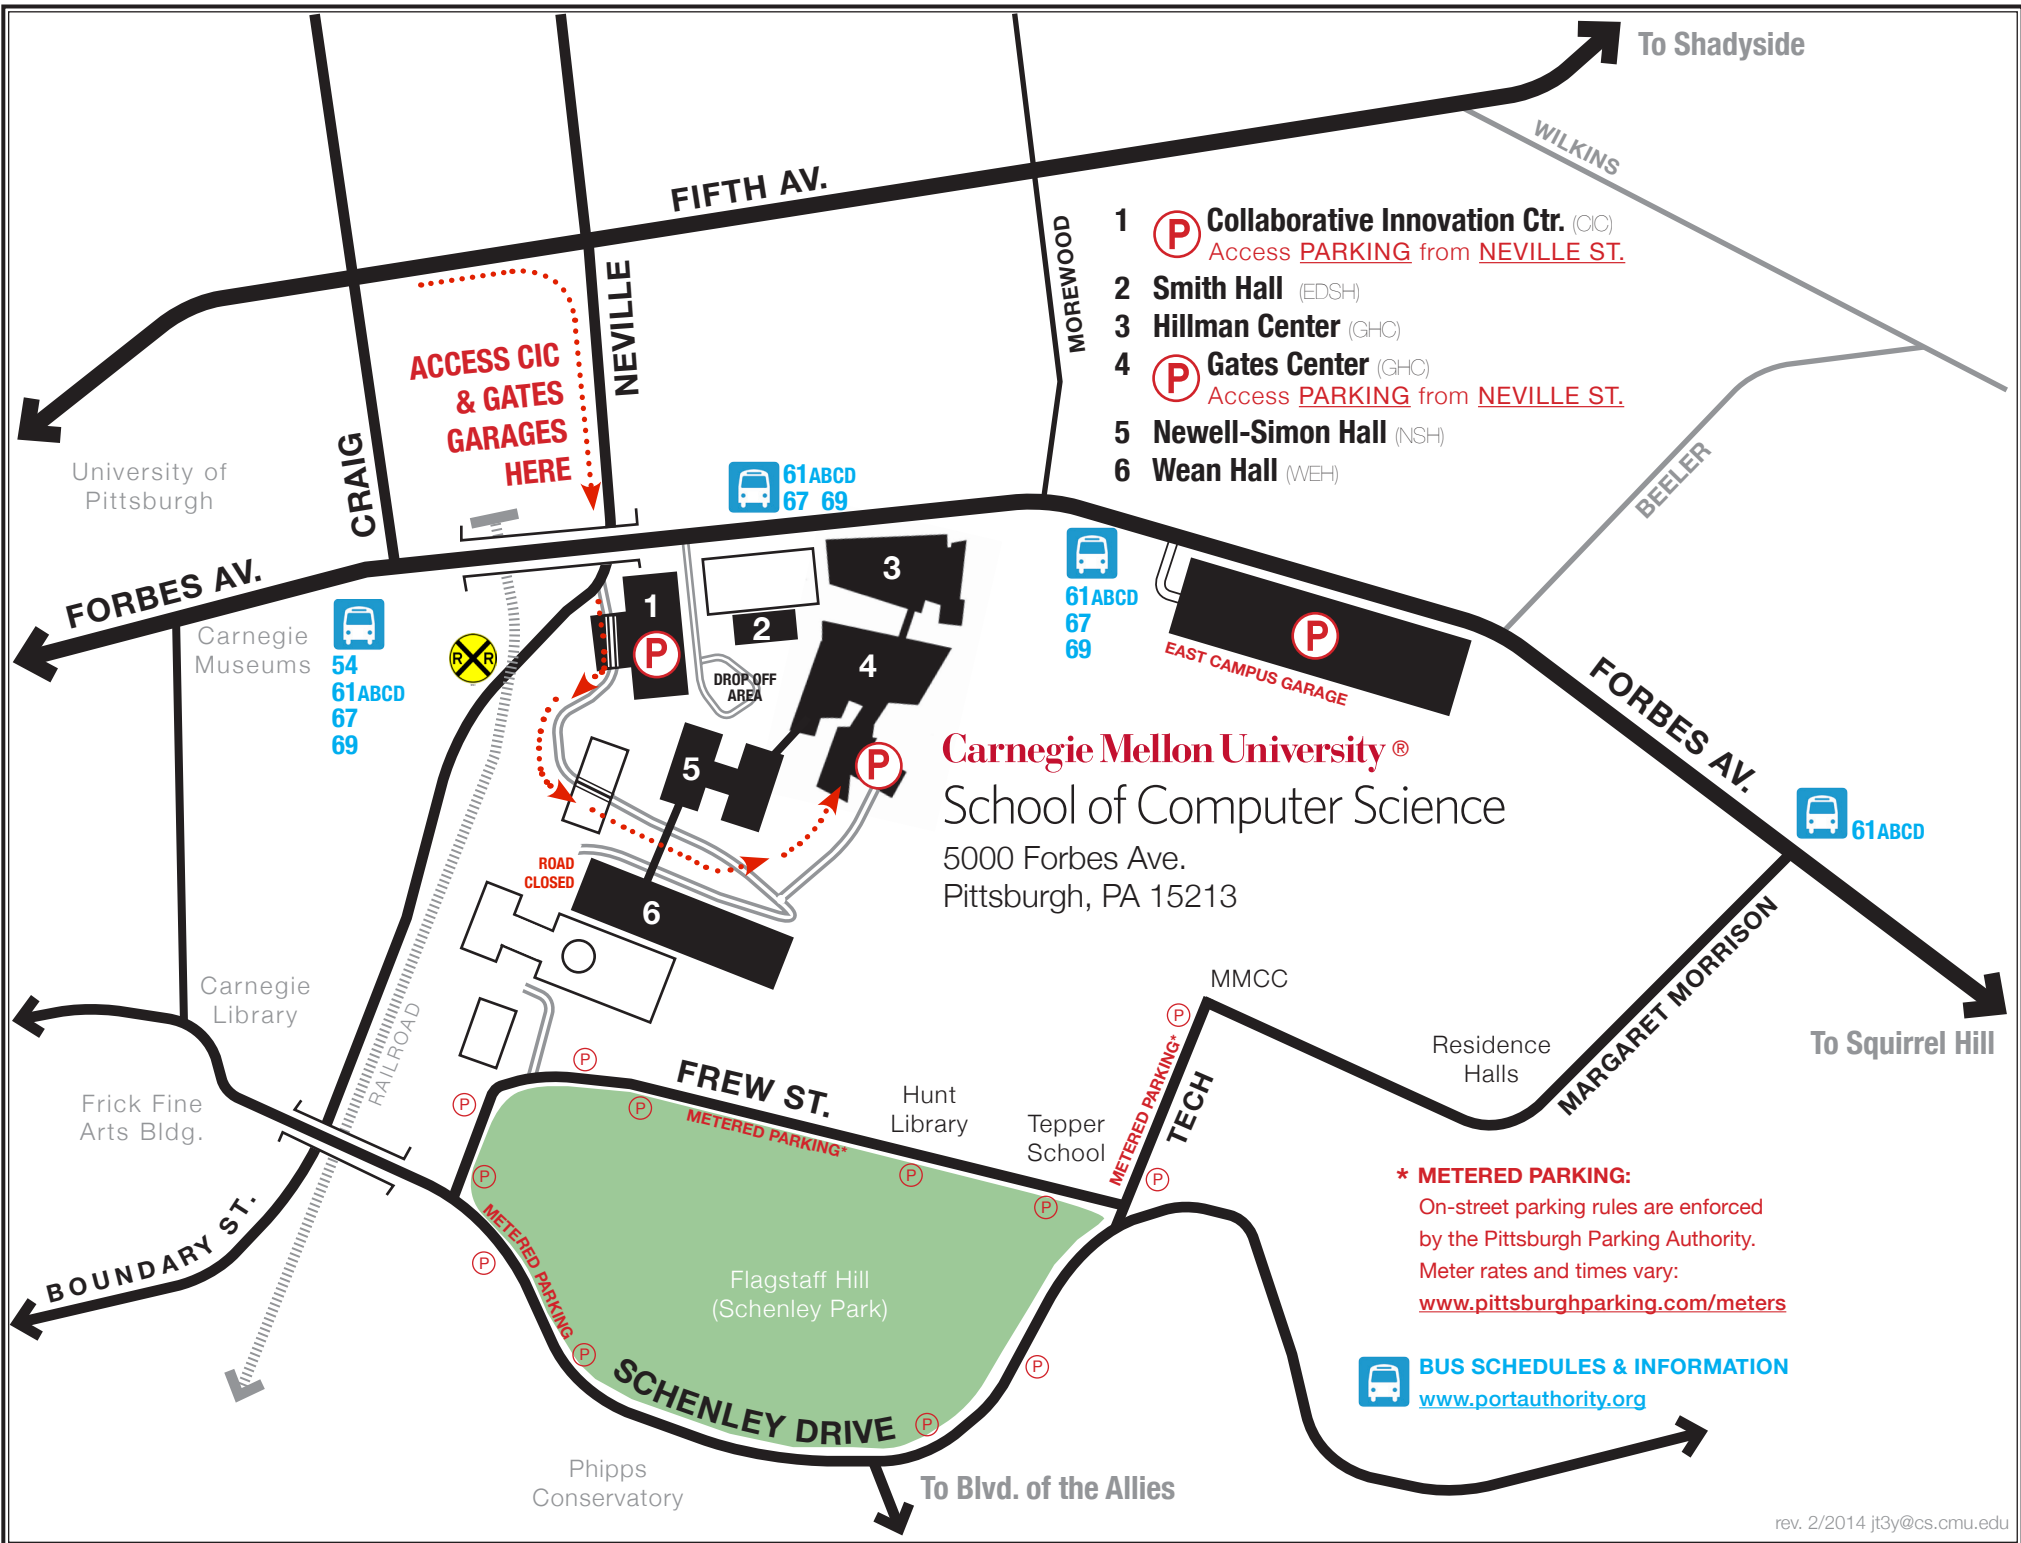 To Shadyside
WILKINS
FIFTH AV.
MOREWOOD
1 P Collaborative Innovation Ctr. (CIC)
Access PARKING from NEVILLE ST.
2 Smith Hall (EDSH)
3 Hillman Center (GHC)
4 P Gates Center (GHC)
Access PARKING from NEVILLE ST.
5 Newell-Simon Hall (NSH)
6 Wean Hall (WEH)
NEVILLE
ACCESS CIC
& GATES
GARAGES
HERE
CRAIG
University of
Pittsburgh
BEELER
61ABCD
67 69
FORBES AV.
Carnegie
Museums
54
61ABCD
67
69
R R
1
P
2
3
4
DROP OFF
AREA
61ABCD
67
69
P
EAST CAMPUS GARAGE
FORBES AV.
61ABCD
5
P
Carnegie Mellon University ®
School of Computer Science
5000 Forbes Ave.
Pittsburgh, PA 15213
ROAD
CLOSED
6
Carnegie
Library
RAILROAD
MMCC
Residence
Halls
MARGARET MORRISON
To Squirrel Hill
Frick Fine
Arts Bldg.
P
P
P
P
FREW ST.
METERED PARKING*
Hunt
Library
Tepper
School
P
P
P
METERED PARKING*
TECH
P
BOUNDARY ST.
P
METERED PARKING
P
Flagstaff Hill
(Schenley Park)
SCHENLEY DRIVE
P
P
Phipps
Conservatory
To Blvd. of the Allies
* METERED PARKING:
On-street parking rules are enforced
by the Pittsburgh Parking Authority.
Meter rates and times vary:
www.pittsburghparking.com/meters
BUS SCHEDULES & INFORMATION
www.portauthority.org
rev. 2/2014 jt3y@cs.cmu.edu